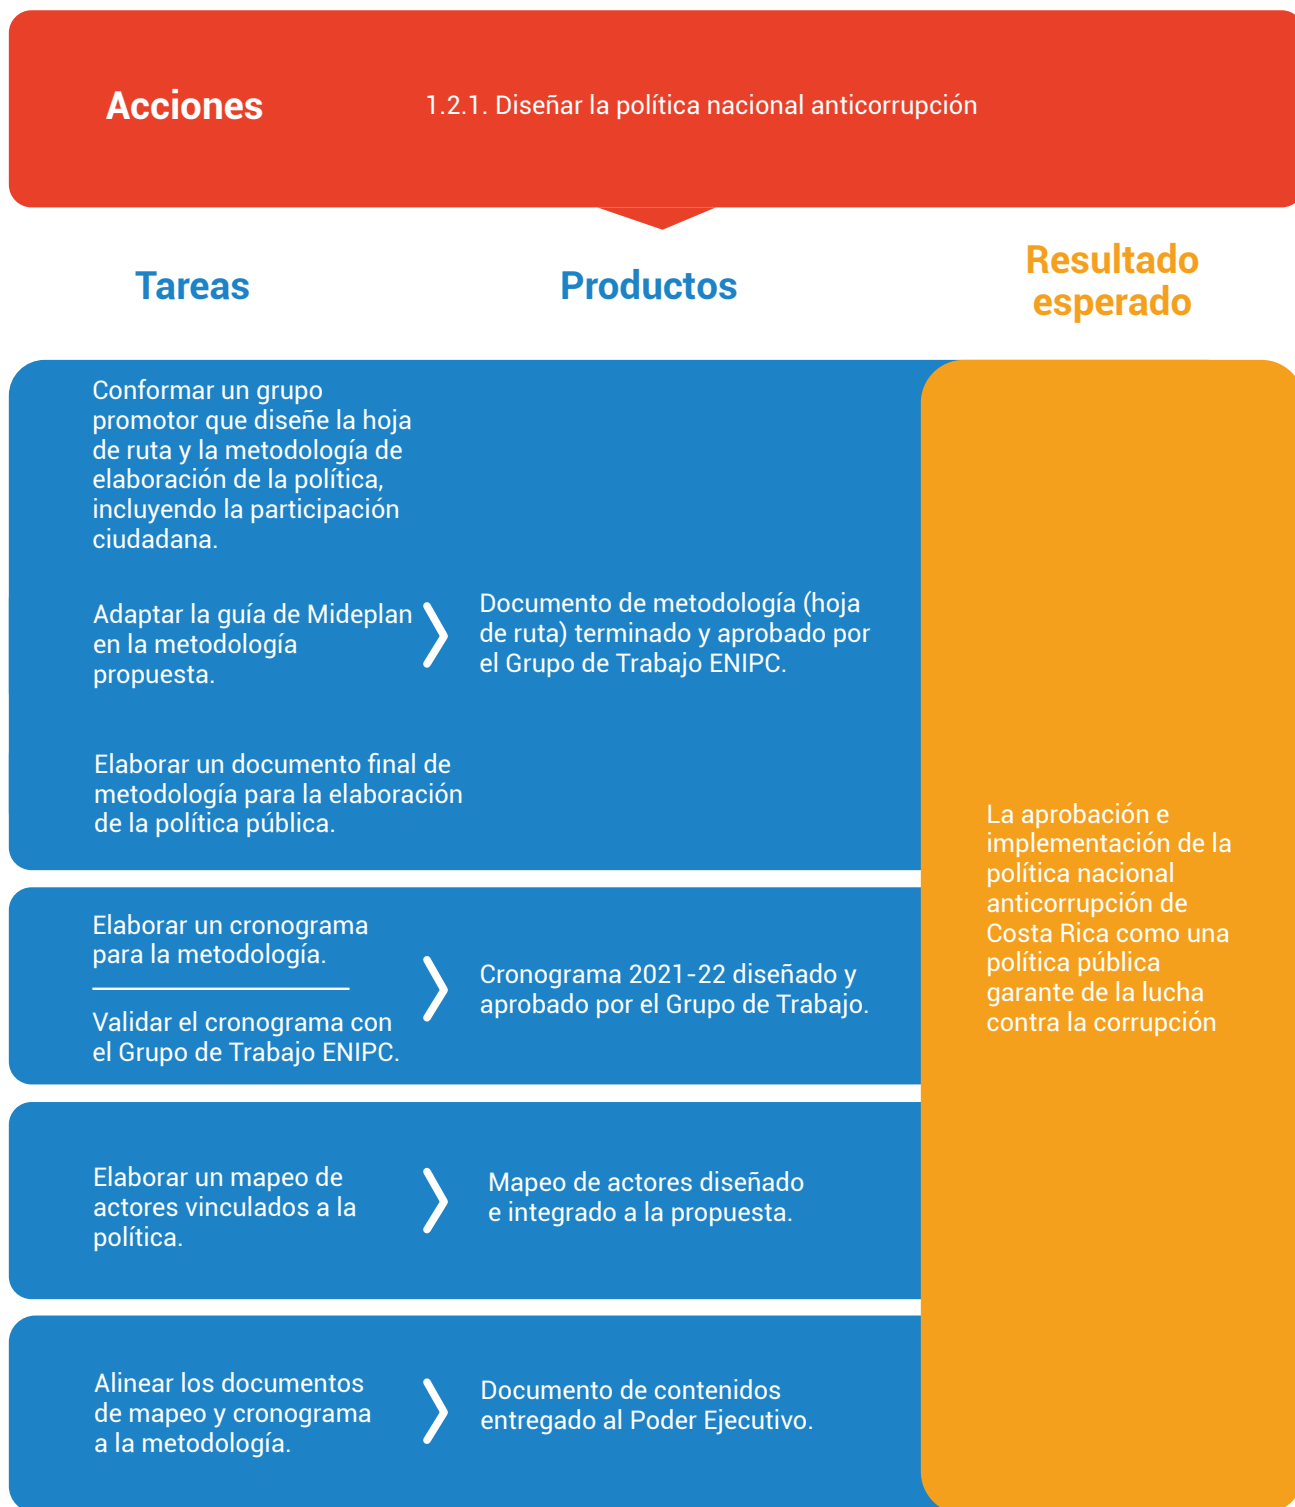 Acciones
1.2.1. Diseñar la política nacional anticorrupción
Tareas
Productos
Resultado
esperado
Conformar un grupo
promotor que diseñe la hoja
de ruta y la metodología de
elaboración de la política,
incluyendo la participación
ciudadana.
Adaptar la guía de Mideplan
en la metodología
propuesta.
Elaborar un documento final de
metodología para la elaboración
de la política pública.
Documento de metodología (hoja
de ruta) terminado y aprobado por
el Grupo de Trabajo ENIPC.
Elaborar un cronograma
para la metodología.
Validar el cronograma con
el Grupo de Trabajo ENIPC.
Cronograma 2021-22 diseñado y
aprobado por el Grupo de Trabajo.
Elaborar un mapeo de
actores vinculados a la
política.
Mapeo de actores diseñado
e integrado a la propuesta.
Alinear los documentos
de mapeo y cronograma
a la metodología.
Documento de contenidos
entregado al Poder Ejecutivo.
La aprobación e
implementación de la
política nacional
anticorrupción de
Costa Rica como una
política pública
garante de la lucha
contra la corrupción